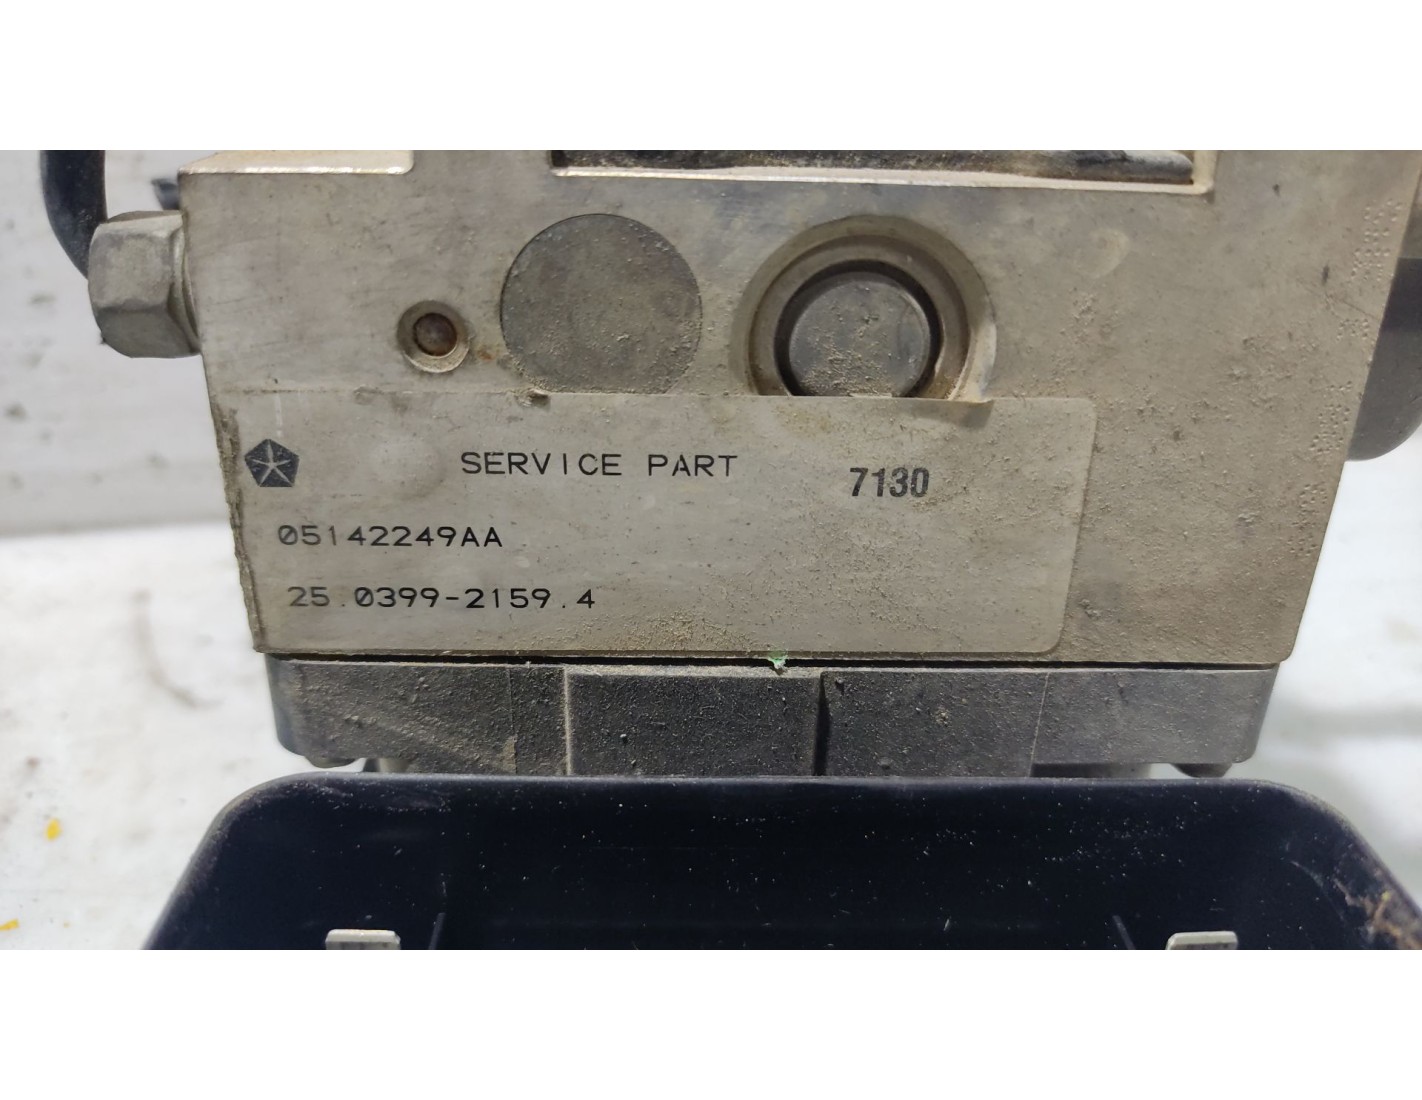 SERVICE PART 7130
05142249AA
25.0399-2159.4